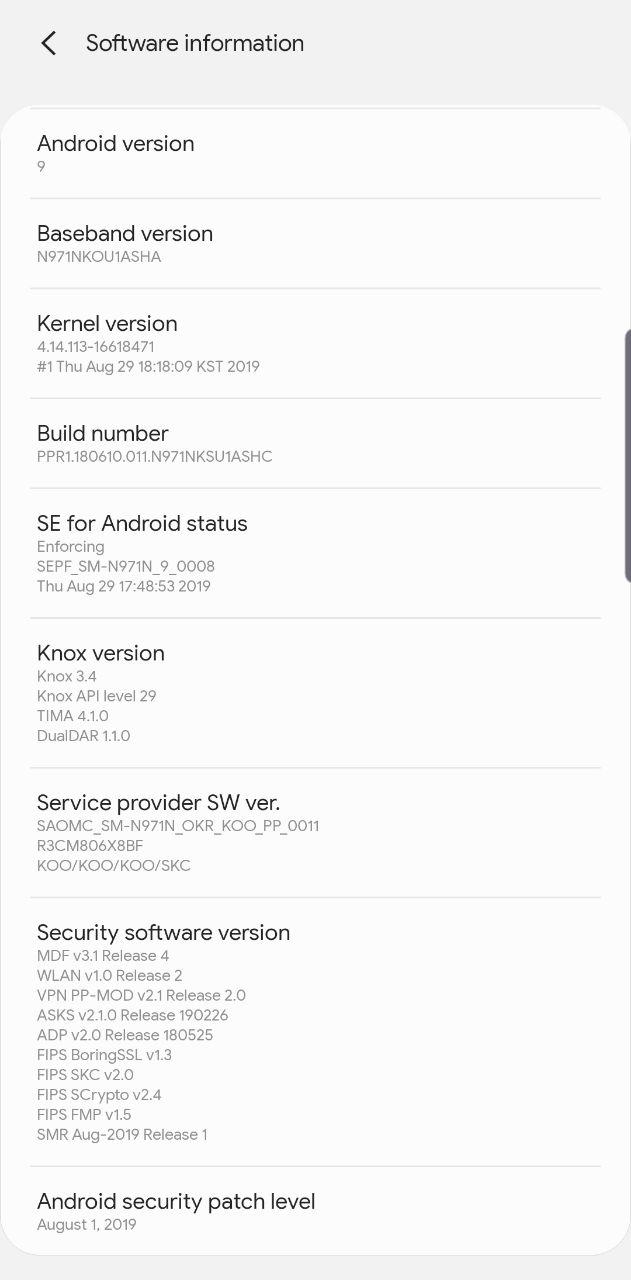 Software information
Android version
9
Baseband version
N971NKOU1ASHA
Kernel version
4.14.113-16618471
#1 Thu Aug 29 18:18:09 KST 2019
Build number
PPR1.180610.011.N971NKSU1ASHC
SE for Android status
Enforcing
SEPF_SM-N971N_9_0008
Thu Aug 29 17:48:53 2019
Knox version
Knox 3.4
Knox API level 29
TIMA 4.1.0
DualDAR 1.1.0
Service provider SW ver.
SAOMC_SM-N971N_OKR_KOO_PP_0011
R3CM806X8BF
KOO/KOO/KOO/SKC
Security software version
MDF v3.1 Release 4
WLAN v1.0 Release 2
VPN PP-MOD v2.1 Release 2.0
ASKS v2.1.0 Release 190226
ADP v2.0 Release 180525
FIPS BoringSSL v1.3
FIPS SKC v2.0
FIPS SCrypto v2.4
FIPS FMP v1.5
SMR Aug-2019 Release 1
Android security patch level
August 1, 2019